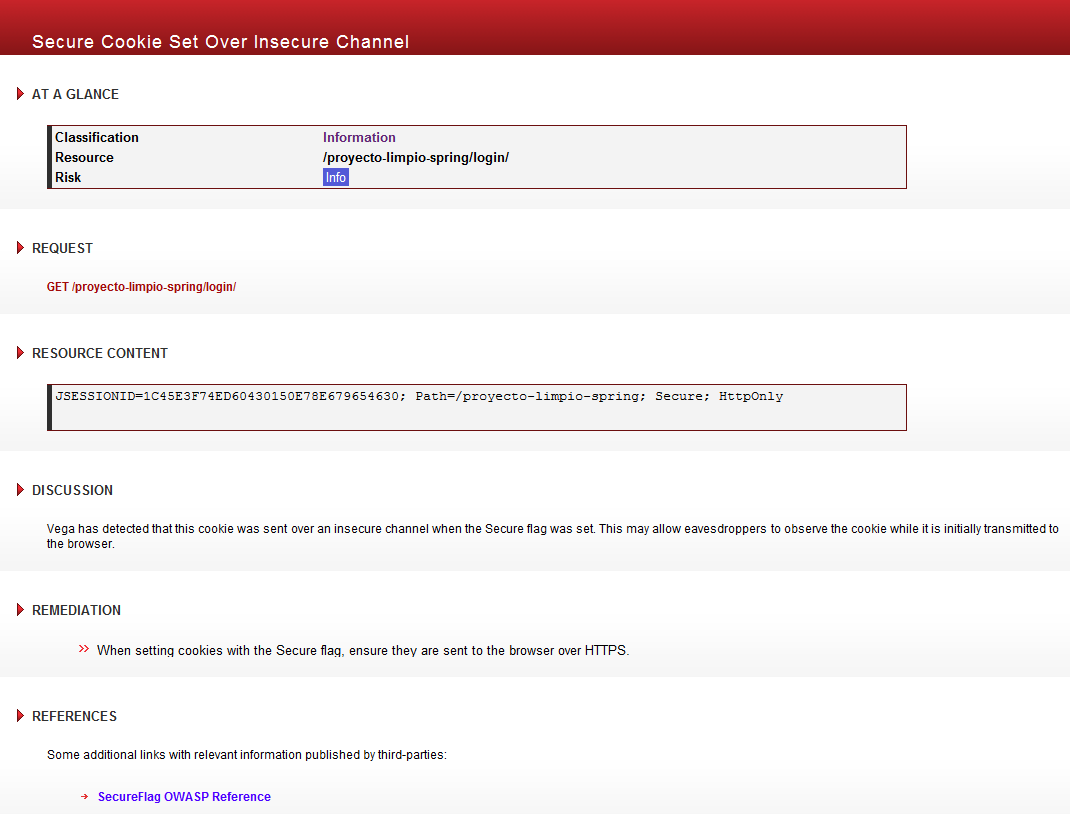 Secure Cookie Set Over Insecure Channel
AT A GLANCE
Classification Information
Resource /proyecto-limpio-spring/login/
Risk Info
REQUEST
GET /proyecto-limpio-spring/login/
RESOURCE CONTENT
JSESSIONID=1C45E3F74ED60430150E78E679654630; Path=/proyecto-limpio-spring; Secure; HttpOnly
DISCUSSION
Vega has detected that this cookie was sent over an insecure channel when the Secure flag was set. This may allow eavesdroppers to observe the cookie while it is initially transmitted to
the browser.
REMEDIATION
When setting cookies with the Secure flag, ensure they are sent to the browser over HTTPS.
REFERENCES
Some additional links with relevant information published by third-parties:
SecureFlag OWASP Reference